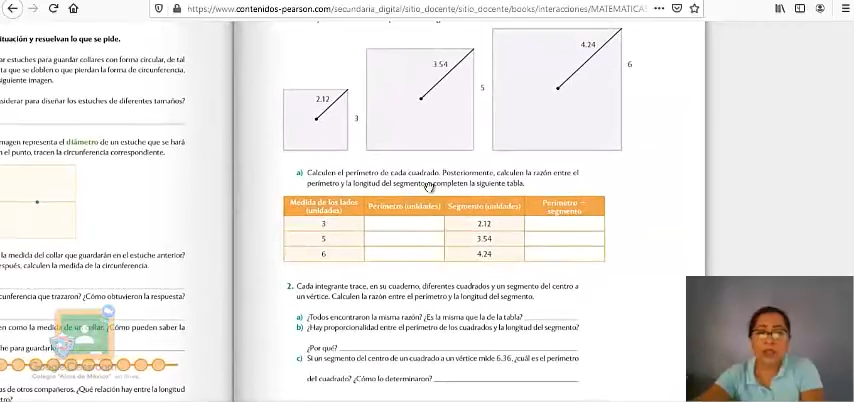 https://www.contenidos-pearson.com/secundaria_digital/sitio_docente/sitio_docente/books/interacciones/MATEMATICA
ituación y resuelvan lo que se pide.
ar estuches para guardar collares con forma circular, de tal
ta que se doblen o que pierdan la forma de circunferencia.
siguiente imagen.
siderar para diseñar los estuches de diferentes tamaños?
magen representa el diámetro de un estuche que se hará
n el punto, tracen la circunferencia correspondiente.
la medida del collar que guardarán en el estuche anterior?
espués, calculen la medida de la circunferencia.
cunferencia que trazaron? ¿Cómo obtuvieron la respuesta?
en como la medida de un collar. ¿Cómo pueden saber la
he para guardarl
Colegio "Alma de México"
as de otros compañeros. ¿Qué relación hay entre la longitud
tro?
2.12
3
3.54
5
4.24
6
a) Calculen el perímetro de cada cuadrado. Posteriormente, calculen la razón entre el
perímetro y la longitud del segmento y completen la siguiente tabla.
Medida de los lados (unidades) Perímetro (unidades) Segmento (unidades) Perímetro ÷ segmento
3 2.12
5 3.54
6 4.24
2. Cada integrante trace, en su cuaderno, diferentes cuadrados y un segmento del centro a
un vértice. Calculen la razón entre el perímetro y la longitud del segmento.
a) ¿Todos encontraron la misma razón? ¿Es la misma que la de la tabla?
b) ¿Hay proporcionalidad entre el perímetro de los cuadrados y la longitud del segmento?
¿Por qué?
c) Si un segmento del centro de un cuadrado a un vértice mide 6.36, ¿cuál es el perímetro
del cuadrado? ¿Cómo lo determinaron?